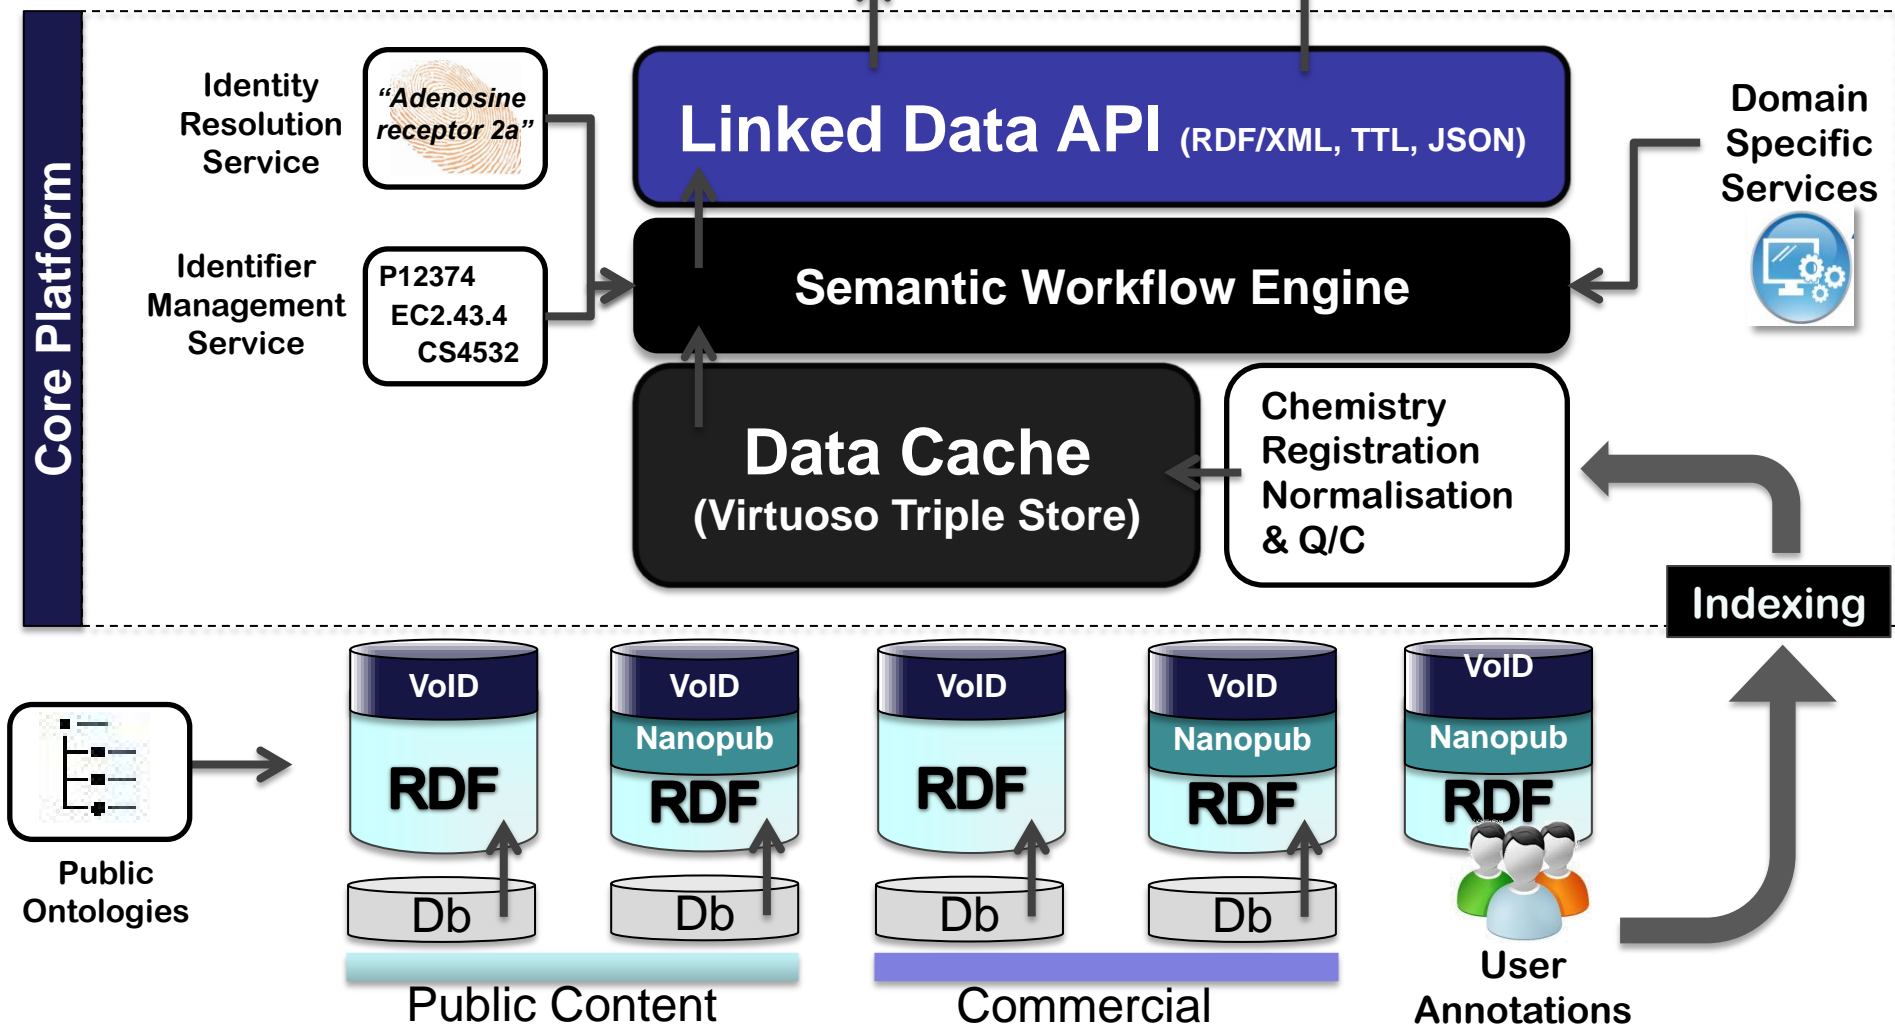 Core Platform
Identity
Resolution
Service
“Adenosine
receptor 2a”
Linked Data API (RDF/XML, TTL, JSON)
Domain
Specific
Services
Identifier
Management
Service
P12374
EC2.43.4
CS4532
Semantic Workflow Engine
Data Cache
(Virtuoso Triple Store)
Chemistry
Registration
Normalisation
& Q/C
Indexing
VoID
RDF
Db
VoID
Nanopub
RDF
Db
VoID
RDF
Db
VoID
Nanopub
RDF
Db
VoID
Nanopub
RDF
Public
Ontologies
Public Content
Commercial
User
Annotations